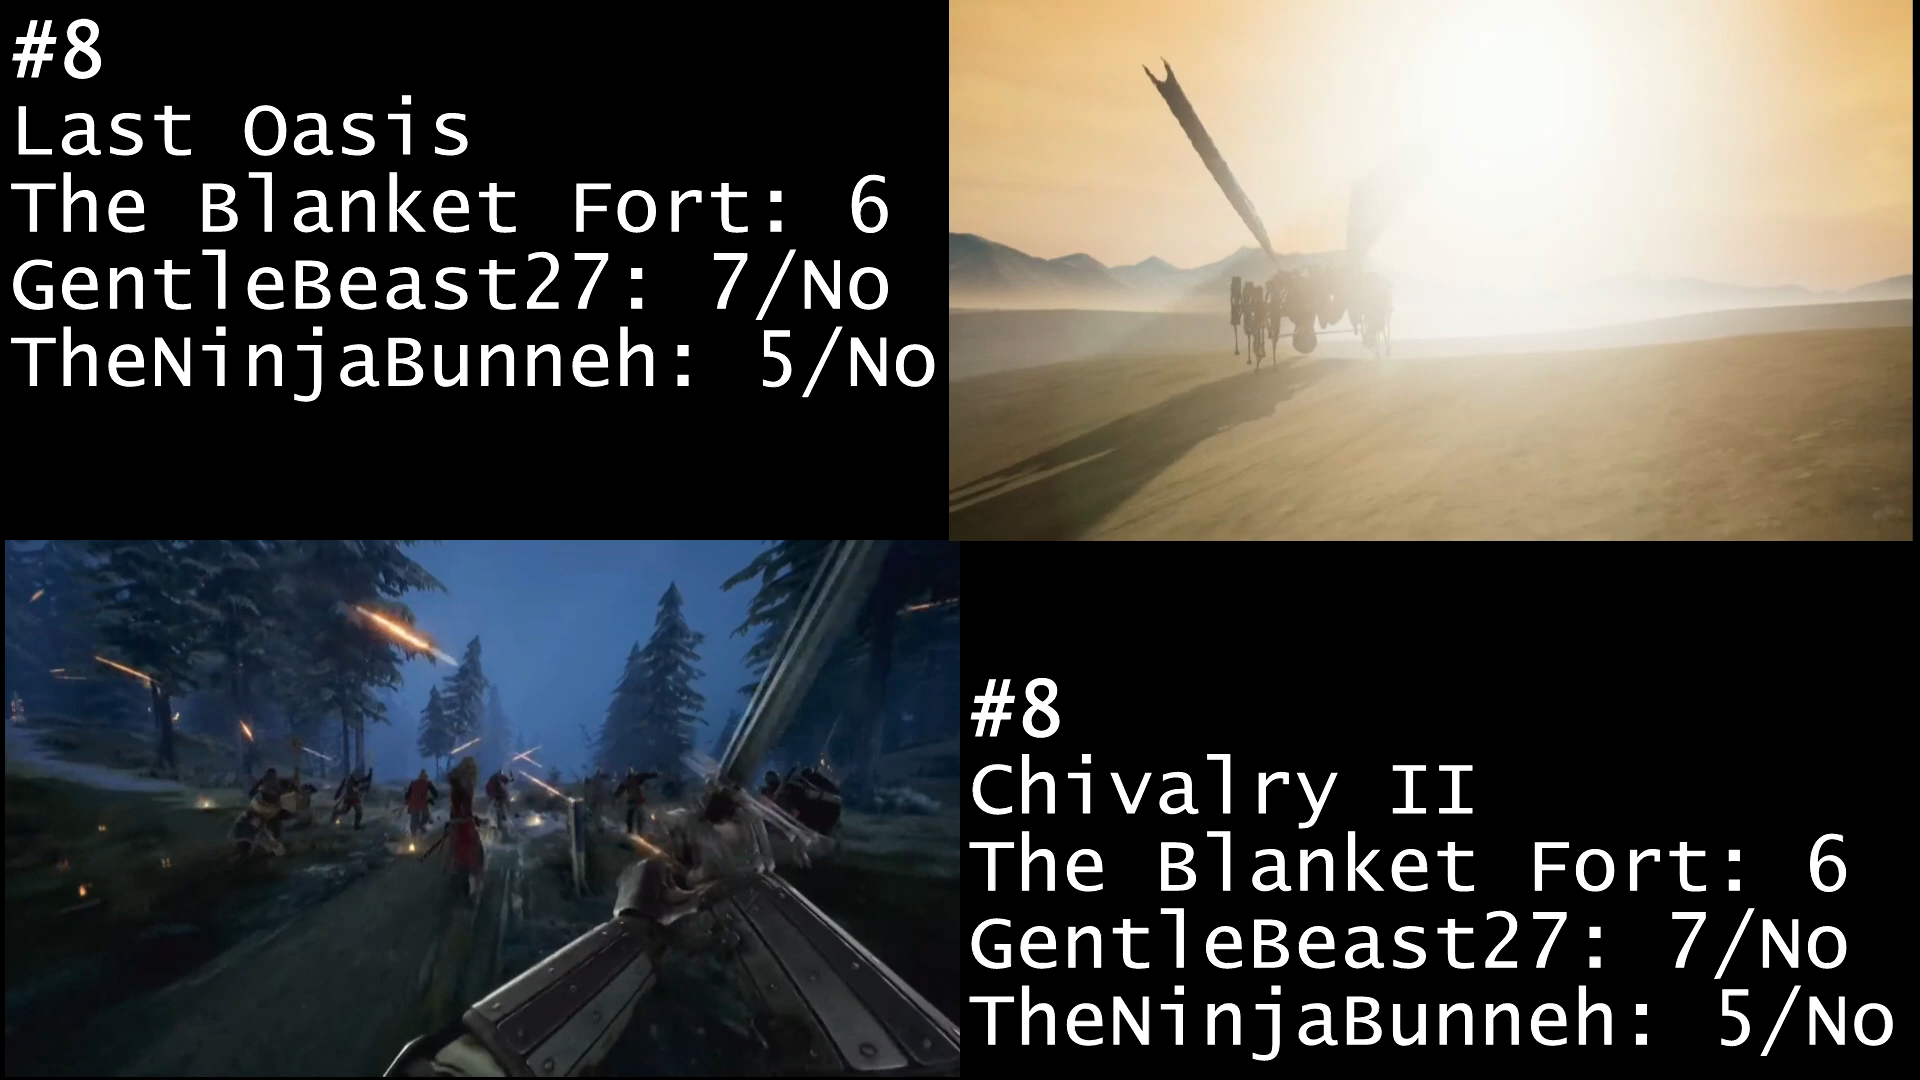 #8
Last Oasis
The Blanket Fort: 6
GentleBeast27: 7/No
TheNinjaBunneh: 5/No
#8
Chivalry II
The Blanket Fort: 6
GentleBeast27: 7/No
TheNinjaBunneh: 5/No